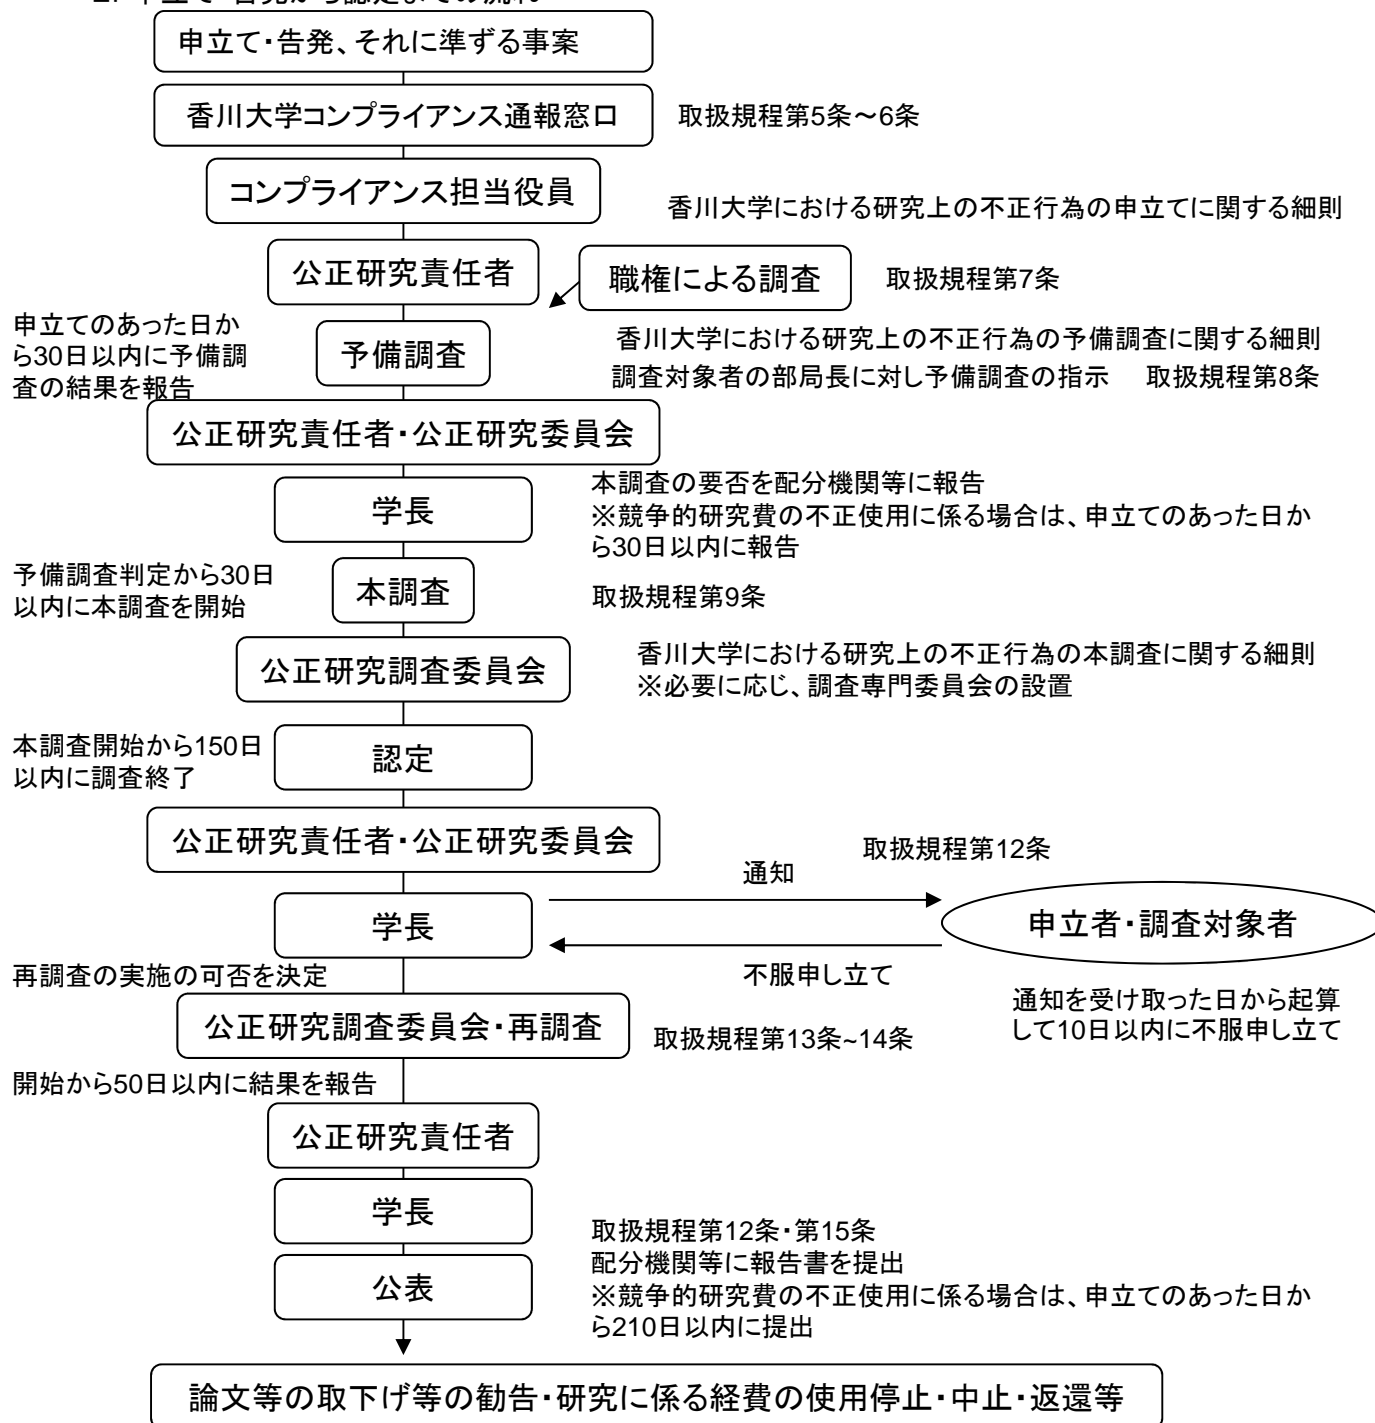 申立て・告発、それに準ずる事案
香川大学コンプライアンス通報窓口
取扱規程第5条～6条
コンプライアンス担当役員
香川大学における研究上の不正行為の申立てに関する細則
公正研究責任者
職権による調査
取扱規程第7条
申立てのあった日か
ら30日以内に予備調
査の結果を報告
予備調査
香川大学における研究上の不正行為の予備調査に関する細則
調査対象者の部局長に対し予備調査の指示 取扱規程第8条
公正研究責任者・公正研究委員会
学長
本調査の要否を配分機関等に報告
※競争的研究費の不正使用に係る場合は、申立てのあった日か
ら30日以内に報告
予備調査判定から30日
以内に本調査を開始
本調査
取扱規程第9条
公正研究調査委員会
香川大学における研究上の不正行為の本調査に関する細則
※必要に応じ、調査専門委員会の設置
本調査開始から150日
以内に調査終了
認定
公正研究責任者・公正研究委員会
取扱規程第12条
通知
学長
申立者・調査対象者
不服申し立て
再調査の実施の可否を決定
通知を受け取った日から起算
して10日以内に不服申し立て
公正研究調査委員会・再調査
取扱規程第13条~14条
開始から50日以内に結果を報告
公正研究責任者
学長
取扱規程第12条・第15条
配分機関等に報告書を提出
※競争的研究費の不正使用に係る場合は、申立てのあった日か
ら210日以内に提出
公表
論文等の取下げ等の勧告・研究に係る経費の使用停止・中止・返還等